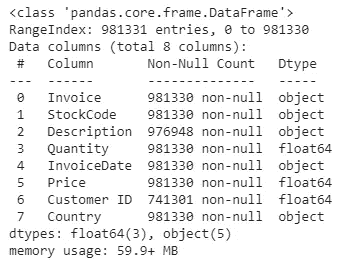 <class 'pandas.core.frame.DataFrame'>
RangeIndex: 981331 entries, 0 to 981330
Data columns (total 8 columns):
 #   Column       Non-Null Count   Dtype
---  ------       --------------   -----
 0   Invoice      981330 non-null  object
 1   StockCode    981330 non-null  object
 2   Description  976948 non-null  object
 3   Quantity     981330 non-null  float64
 4   InvoiceDate  981330 non-null  object
 5   Price        981330 non-null  float64
 6   Customer ID  741301 non-null  float64
 7   Country      981330 non-null  object
dtypes: float64(3), object(5)
memory usage: 59.9+ MB